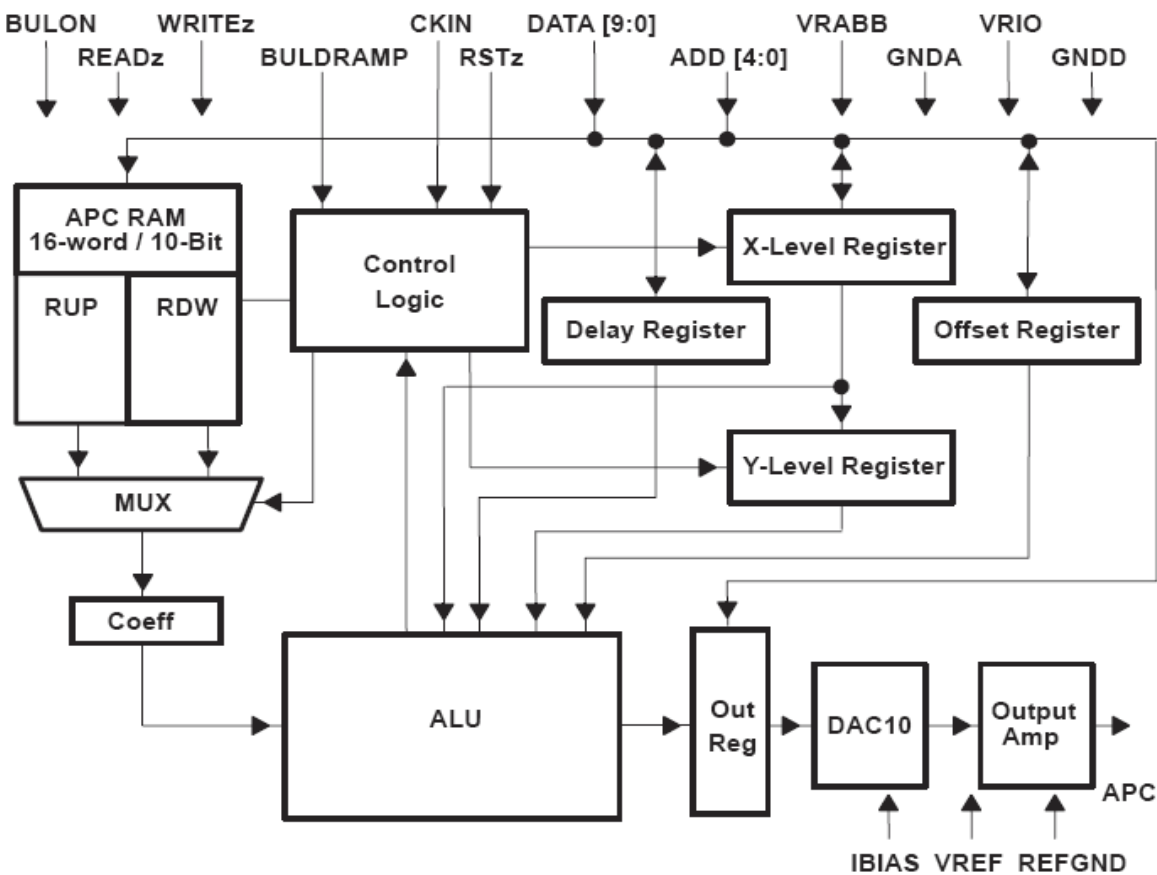 BULON
WRITEz
CKIN
DATA [9:0]
VRABB
VRIO
READz
BULDRAMP
RSTz
ADD [4:0]
GNDA
GNDD
APC RAM
16-word / 10-Bit
RUP
RDW
Control
Logic
X-Level Register
Delay Register
Offset Register
Y-Level Register
MUX
Coeff
ALU
Out
Reg
DAC10
Output
Amp
APC
IBIAS
VREF
REFGND